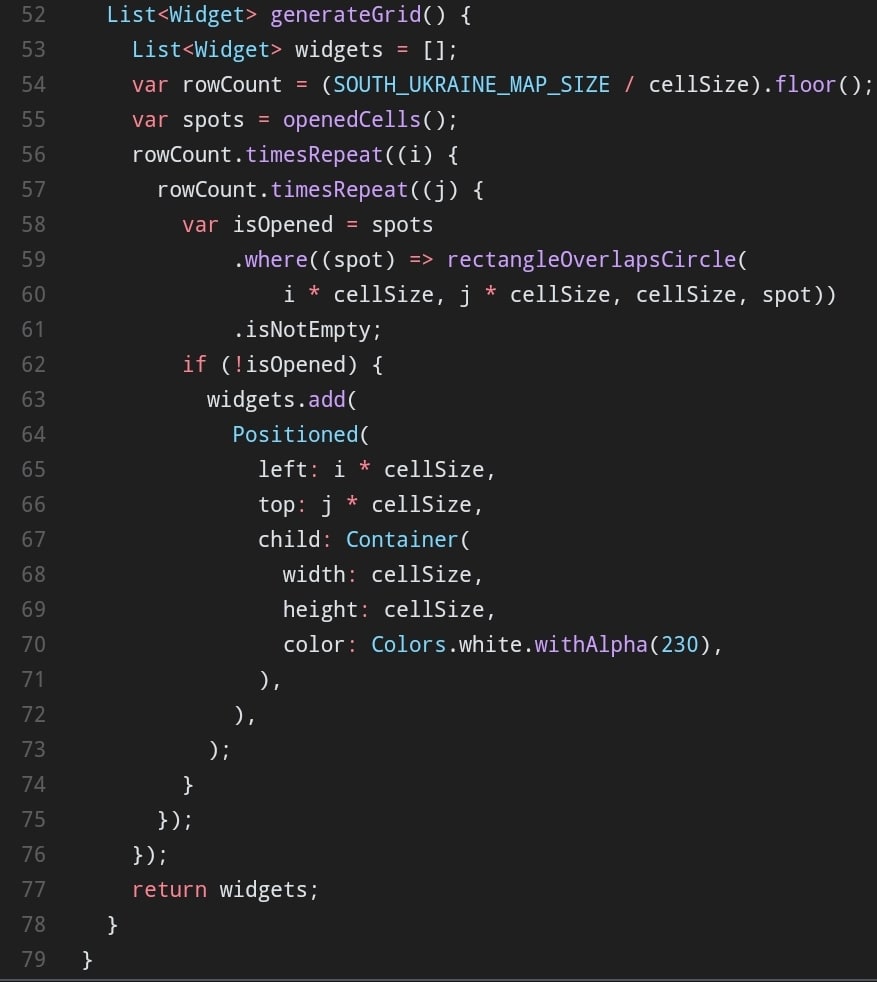 52 List<Widget> generateGrid() {
53 List<Widget> widgets = [];
54 var rowCount = (SOUTH_UKRAINE_MAP_SIZE / cellSize).floor();
55 var spots = openedCells();
56 rowCount.timesRepeat((i) {
57 rowCount.timesRepeat((j) {
58 var isOpened = spots
59 .where((spot) => rectangleOverlapsCircle(
60 i * cellSize, j * cellSize, cellSize, spot))
61 .isNotEmpty;
62 if (!isOpened) {
63 widgets.add(
64 Positioned(
65 left: i * cellSize,
66 top: j * cellSize,
67 child: Container(
68 width: cellSize,
69 height: cellSize,
70 color: Colors.white.withAlpha(230),
71 ),
72 ),
73 );
74 }
75 });
76 });
77 return widgets;
78 }
79 }